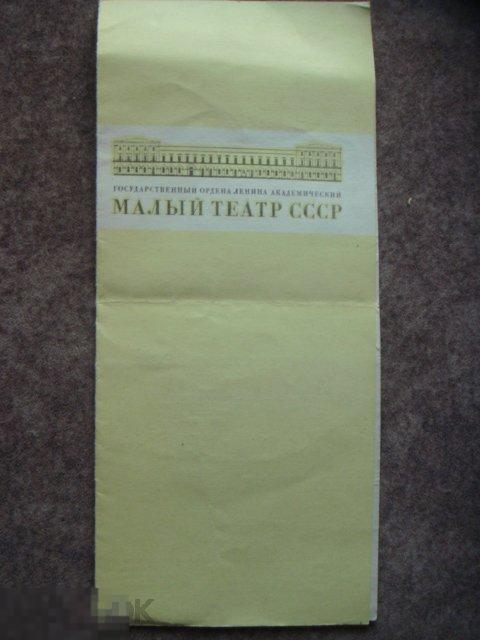 ГОСУДАРСТВЕННЫЙ ОРДЕНА ЛЕНИНА АКАДЕМИЧЕСКИЙ
МАЛЫЙ ТЕАТР СССР